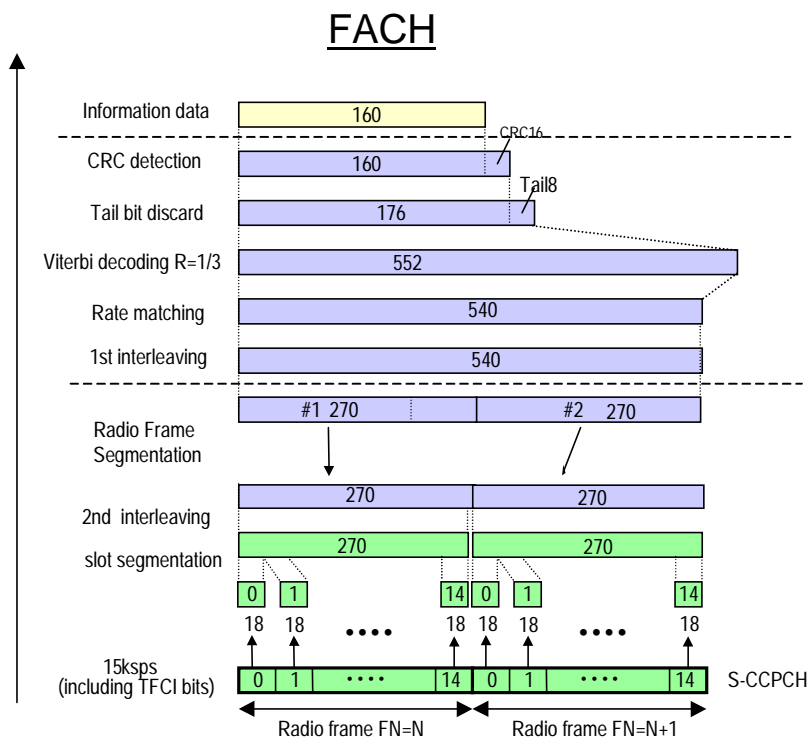 FACH
Information data 160
CRC16
CRC detection 160
Tail8
Tail bit discard 176
Viterbi decoding R=1/3 552
Rate matching 540
1st interleaving 540
#1 270 #2 270
Radio Frame
Segmentation
270 270
2nd interleaving
270 270
slot segmentation
0 1 14 0 1 14
18 18 •••• 18 18 18 •••• 18
15ksps
(including TFCI bits)
0 1 •••• 14 0 1 •••• 14 S-CCPCH
Radio frame FN=N Radio frame FN=N+1